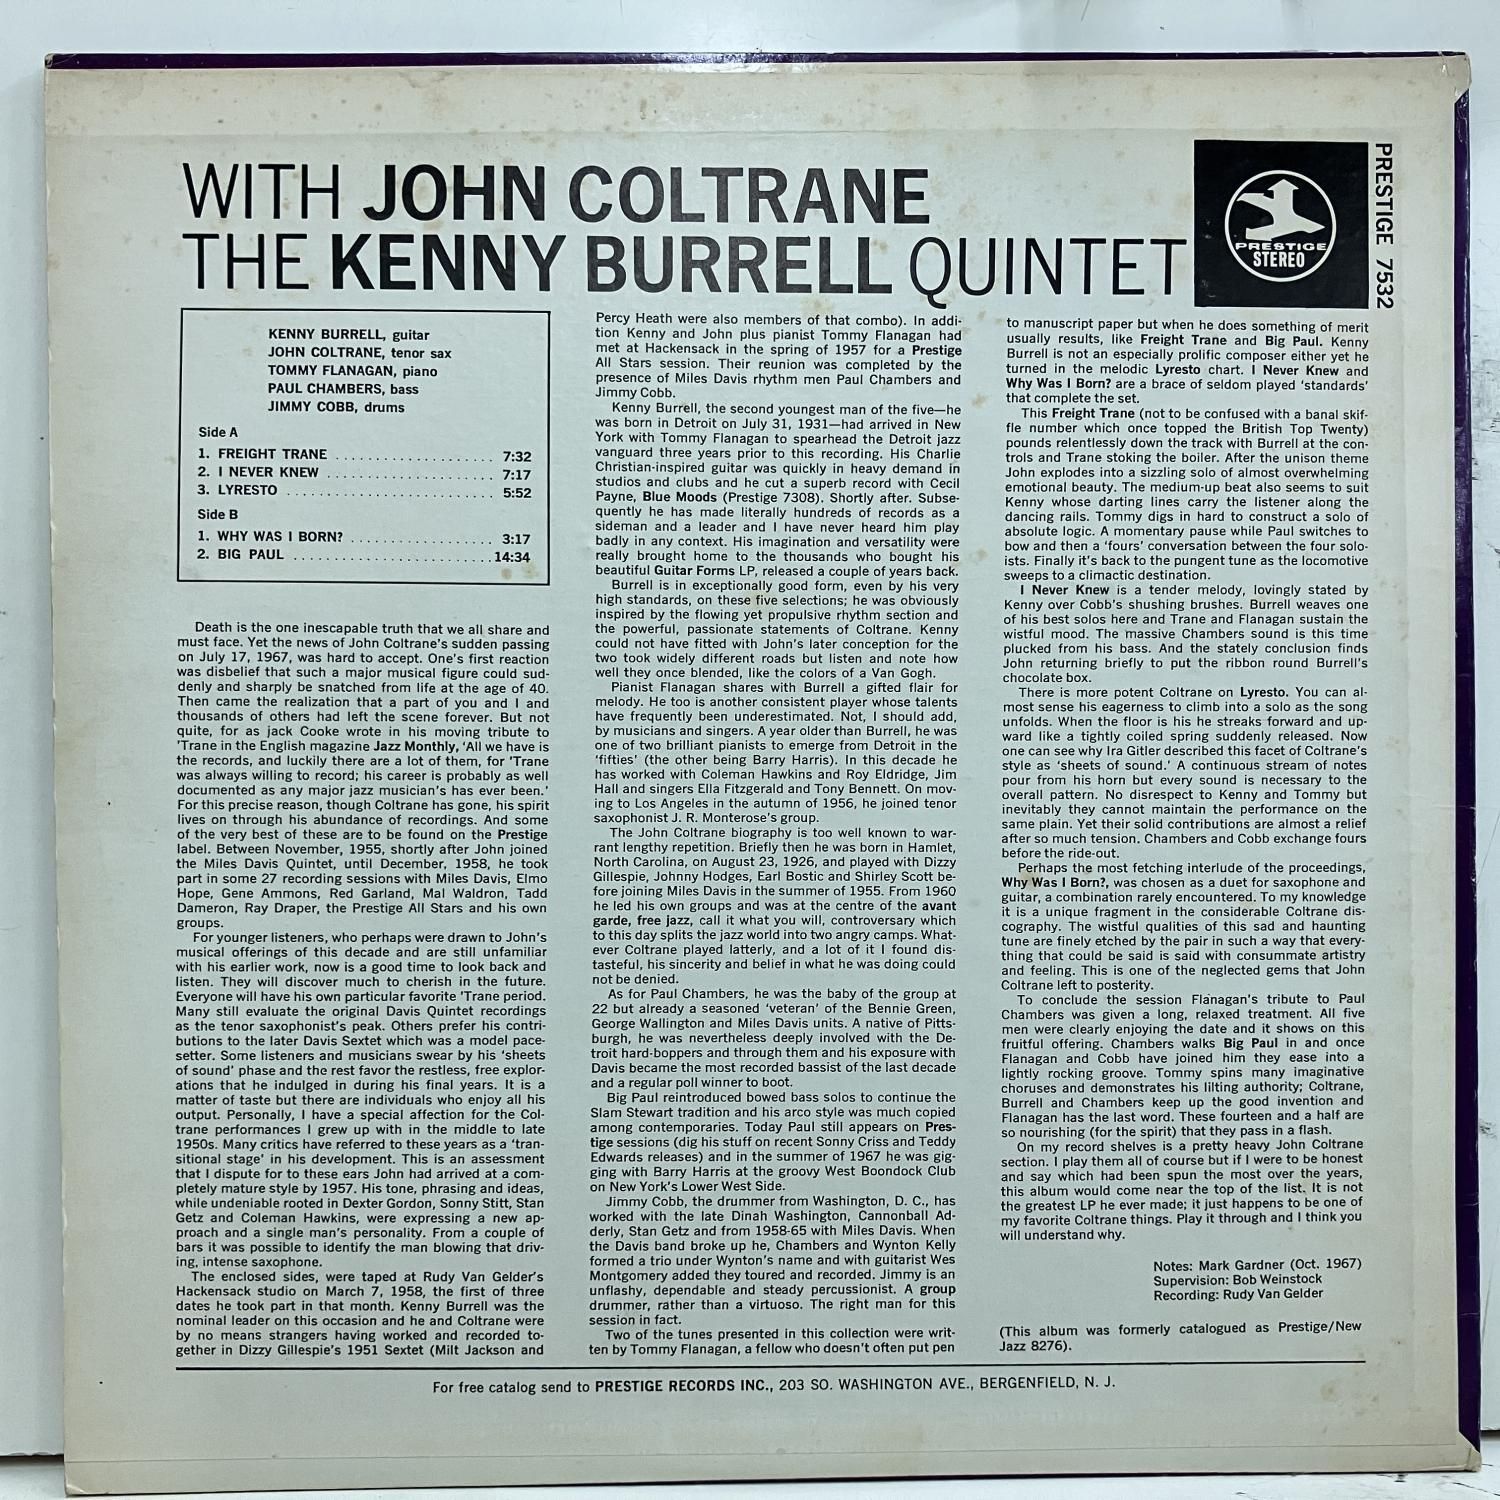 WITH JOHN COLTRANE
THE KENNY BURRELL QUINTET
PRESTIGE
STEREO
PRESTIGE 7532
KENNY BURRELL, guitar
JOHN COLTRANE, tenor sax
TOMMY FLANAGAN, piano
PAUL CHAMBERS, bass
JIMMY COBB, drums
Side A
1. FREIGHT TRANE . . . . . . . . . . . . . . . . . . . . 7:32
2. I NEVER KNEW . . . . . . . . . . . . . . . . . . . . . 7:17
3. LYRESTO . . . . . . . . . . . . . . . . . . . . . . . . . . 5:52
Side B
1. WHY WAS I BORN? . . . . . . . . . . . . . . . . . . 3:17
2. BIG PAUL . . . . . . . . . . . . . . . . . . . . . . . . .14:34
Death is the one inescapable truth that we all share and
must face. Yet the news of John Coltrane's sudden passing
on July 17, 1967, was hard to accept. One's first reaction
was disbelief that such a major musical figure could sud-
denly and sharply be snatched from life at the age of 40.
Then came the realization that a part of you and I and
thousands of others had left the scene forever. But not
quite, for as jack Cooke wrote in his moving tribute to
'Trane in the English magazine Jazz Monthly, 'All we have is
the records, and luckily there are a lot of them, for 'Trane
was always willing to record; his career is probably as well
documented as any major jazz musician's has ever been.'
For this precise reason, though Coltrane has gone, his spirit
lives on through his abundance of recordings. And some
of the very best of these are to be found on the Prestige
label. Between November, 1955, shortly after John joined
the Miles Davis Quintet, until December, 1958, he took
part in some 27 recording sessions with Miles Davis, Elmo
Hope, Gene Ammons, Red Garland, Mal Waldron, Tadd
Dameron, Ray Draper, the Prestige All Stars and his own
groups.
For younger listeners, who perhaps were drawn to John's
musical offerings of this decade and are still unfamiliar
with his earlier work, now is a good time to look back and
listen. They will discover much to cherish in the future.
Everyone will have his own particular favorite 'Trane period.
Many still evaluate the original Davis Quintet recordings
as the tenor saxophonist's peak. Others prefer his contri-
butions to the later Davis Sextet which was a model pace-
setter. Some listeners and musicians swear by his 'sheets
of sound' phase and the rest favor the restless, free explor-
ations that he indulged in during his final years. It is a
matter of taste but there are individuals who enjoy all his
output. Personally, I have a special affection for the Col-
trane performances I grew up with in the middle to late
1950s. Many critics have referred to these years as a 'tran-
sitional stage' in his development. This is an assessment
that I dispute for to these ears John had arrived at a com-
pletely mature style by 1957. His tone, phrasing and ideas,
while undeniable rooted in Dexter Gordon, Sonny Stitt, Stan
Getz and Coleman Hawkins, were expressing a new ap-
proach and a single man's personality. From a couple of
bars it was possible to identify the man blowing that driv-
ing, intense saxophone.
The enclosed sides, were taped at Rudy Van Gelder's
Hackensack studio on March 7, 1958, the first of three
dates he took part in that month. Kenny Burrell was the
nominal leader on this occasion and he and Coltrane were
by no means strangers having worked and recorded to-
gether in Dizzy Gillespie's 1951 Sextet (Milt Jackson and
Percy Heath were also members of that combo). In addi-
tion Kenny and John plus pianist Tommy Flanagan had
met at Hackensack in the spring of 1957 for a Prestige
All Stars session. Their reunion was completed by the
presence of Miles Davis rhythm men Paul Chambers and
Jimmy Cobb.
Kenny Burrell, the second youngest man of the five—he
was born in Detroit on July 31, 1931—had arrived in New
York with Tommy Flanagan to spearhead the Detroit jazz
vanguard three years prior to this recording. His Charlie
Christian-inspired guitar was quickly in heavy demand in
studios and clubs and he cut a superb record with Cecil
Payne, Blue Moods (Prestige 7308). Shortly after. Subse-
quently he has made literally hundreds of records as a
sideman and a leader and I have never heard him play
badly in any context. His imagination and versatility were
really brought home to the thousands who bought his
beautiful Guitar Forms LP, released a couple of years back.
Burrell is in exceptionally good form, even by his very
high standards, on these five selections; he was obviously
inspired by the flowing yet propulsive rhythm section and
the powerful, passionate statements of Coltrane. Kenny
could not have fitted with John's later conception for the
two took widely different roads but listen and note how
well they once blended, like the colors of a Van Gogh.
Pianist Flanagan shares with Burrell a gifted flair for
melody. He too is another consistent player whose talents
have frequently been underestimated. Not, I should add,
by musicians and singers. A year older than Burrell, he was
one of two brilliant pianists to emerge from Detroit in the
'fifties' (the other being Barry Harris). In this decade he
has worked with Coleman Hawkins and Roy Eldridge, Jim
Hall and singers Ella Fitzgerald and Tony Bennett. On mov-
ing to Los Angeles in the autumn of 1956, he joined tenor
saxophonist J. R. Monterose's group.
The John Coltrane biography is too well known to war-
rant lengthy repetition. Briefly then he was born in Hamlet,
North Carolina, on August 23, 1926, and played with Dizzy
Gillespie, Johnny Hodges, Earl Bostic and Shirley Scott be-
fore joining Miles Davis in the summer of 1955. From 1960
he led his own groups and was at the centre of the avant
garde, free jazz, call it what you will, controversary which
to this day splits the jazz world into two angry camps. What-
ever Coltrane played latterly, and a lot of it I found dis-
tasteful, his sincerity and belief in what he was doing could
not be denied.
As for Paul Chambers, he was the baby of the group at
22 but already a seasoned 'veteran' of the Bennie Green,
George Wallington and Miles Davis units. A native of Pitts-
burgh, he was nevertheless deeply involved with the De-
troit hard-boppers and through them and his exposure with
Davis became the most recorded bassist of the last decade
and a regular poll winner to boot.
Big Paul reintroduced bowed bass solos to continue the
Slam Stewart tradition and his arco style was much copied
among contemporaries. Today Paul still appears on Pres-
tige sessions (dig his stuff on recent Sonny Criss and Teddy
Edwards releases) and in the summer of 1967 he was gig-
ging with Barry Harris at the groovy West Boondock Club
on New York's Lower West Side.
Jimmy Cobb, the drummer from Washington, D. C., has
worked with the late Dinah Washington, Cannonball Ad-
derly, Stan Getz and from 1958-65 with Miles Davis. When
the Davis band broke up he, Chambers and Wynton Kelly
formed a trio under Wynton's name and with guitarist Wes
Montgomery added they toured and recorded. Jimmy is an
unflashy, dependable and steady percussionist. A group
drummer, rather than a virtuoso. The right man for this
session in fact.
Two of the tunes presented in this collection were writ-
ten by Tommy Flanagan, a fellow who doesn't often put pen
to manuscript paper but when he does something of merit
usually results, like Freight Trane and Big Paul. Kenny
Burrell is not an especially prolific composer either yet he
turned in the melodic Lyresto chart. I Never Knew and
Why Was I Born? are a brace of seldom played 'standards'
that complete the set.
This Freight Trane (not to be confused with a banal skif-
fle number which once topped the British Top Twenty)
pounds relentlessly down the track with Burrell at the con-
trols and Trane stoking the boiler. After the unison theme
John explodes into a sizzling solo of almost overwhelming
emotional beauty. The medium-up beat also seems to suit
Kenny whose darting lines carry the listener along the
dancing rails. Tommy digs in hard to construct a solo of
absolute logic. A momentary pause while Paul switches to
bow and then a 'fours' conversation between the four solo-
ists. Finally it's back to the pungent tune as the locomotive
sweeps to a climactic destination.
I Never Knew is a tender melody, lovingly stated by
Kenny over Cobb's shushing brushes. Burrell weaves one
of his best solos here and Trane and Flanagan sustain the
wistful mood. The massive Chambers sound is this time
plucked from his bass. And the stately conclusion finds
John returning briefly to put the ribbon round Burrell's
chocolate box.
There is more potent Coltrane on Lyresto. You can al-
most sense his eagerness to climb into a solo as the song
unfolds. When the floor is his he streaks forward and up-
ward like a tightly coiled spring suddenly released. Now
one can see why Ira Gitler described this facet of Coltrane's
style as 'sheets of sound.' A continuous stream of notes
pour from his horn but every sound is necessary to the
overall pattern. No disrespect to Kenny and Tommy but
inevitably they cannot maintain the performance on the
same plain. Yet their solid contributions are almost a relief
after so much tension. Chambers and Cobb exchange fours
before the ride-out.
Perhaps the most fetching interlude of the proceedings,
Why Was I Born?, was chosen as a duet for saxophone and
guitar, a combination rarely encountered. To my knowledge
it is a unique fragment in the considerable Coltrane dis-
cography. The wistful qualities of this sad and haunting
tune are finely etched by the pair in such a way that every-
thing that could be said is said with consummate artistry
and feeling. This is one of the neglected gems that John
Coltrane left to posterity.
To conclude the session Flanagan's tribute to Paul
Chambers was given a long, relaxed treatment. All five
men were clearly enjoying the date and it shows on this
fruitful offering. Chambers walks Big Paul in and once
Flanagan and Cobb have joined him they ease into a
lightly rocking groove. Tommy spins many imaginative
choruses and demonstrates his lilting authority; Coltrane,
Burrell and Chambers keep up the good invention and
Flanagan has the last word. These fourteen and a half are
so nourishing (for the spirit) that they pass in a flash.
On my record shelves is a pretty heavy John Coltrane
section. I play them all of course but if I were to be honest
and say which had been spun the most over the years,
this album would come near the top of the list. It is not
the greatest LP he ever made; it just happens to be one of
my favorite Coltrane things. Play it through and I think you
will understand why.
Notes: Mark Gardner (Oct. 1967)
Supervision: Bob Weinstock
Recording: Rudy Van Gelder
(This album was formerly catalogued as Prestige/New
Jazz 8276).
For free catalog send to PRESTIGE RECORDS INC., 203 SO. WASHINGTON AVE., BERGENFIELD, N. J.